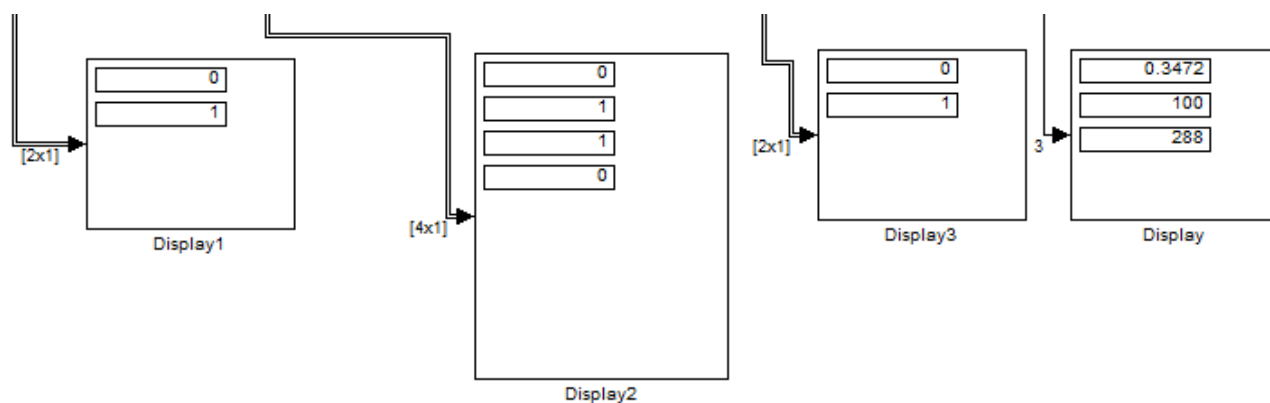 0
1
[2x1]
Display1
0
1
1
0
[4x1]
Display2
0
1
[2x1]
Display3
0.3472
100
288
3
Display